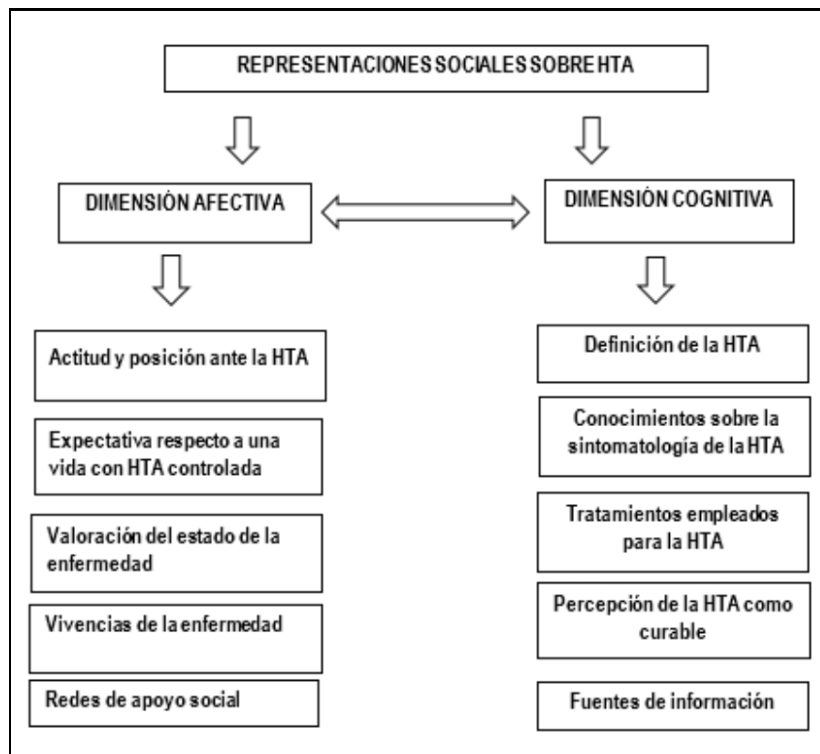 REPRESENTACIONES SOCIALES SOBRE HTA
DIMENSIÓN AFECTIVA
DIMENSIÓN COGNITIVA
Actitud y posición ante la HTA
Expectativa respecto a una
vida con HTA controlada
Valoración del estado de la
enfermedad
Vivencias de la enfermedad
Redes de apoyo social
Definición de la HTA
Conocimientos sobre la
sintomatología de la HTA
Tratamientos empleados
para la HTA
Percepción de la HTA como
curable
Fuentes de información